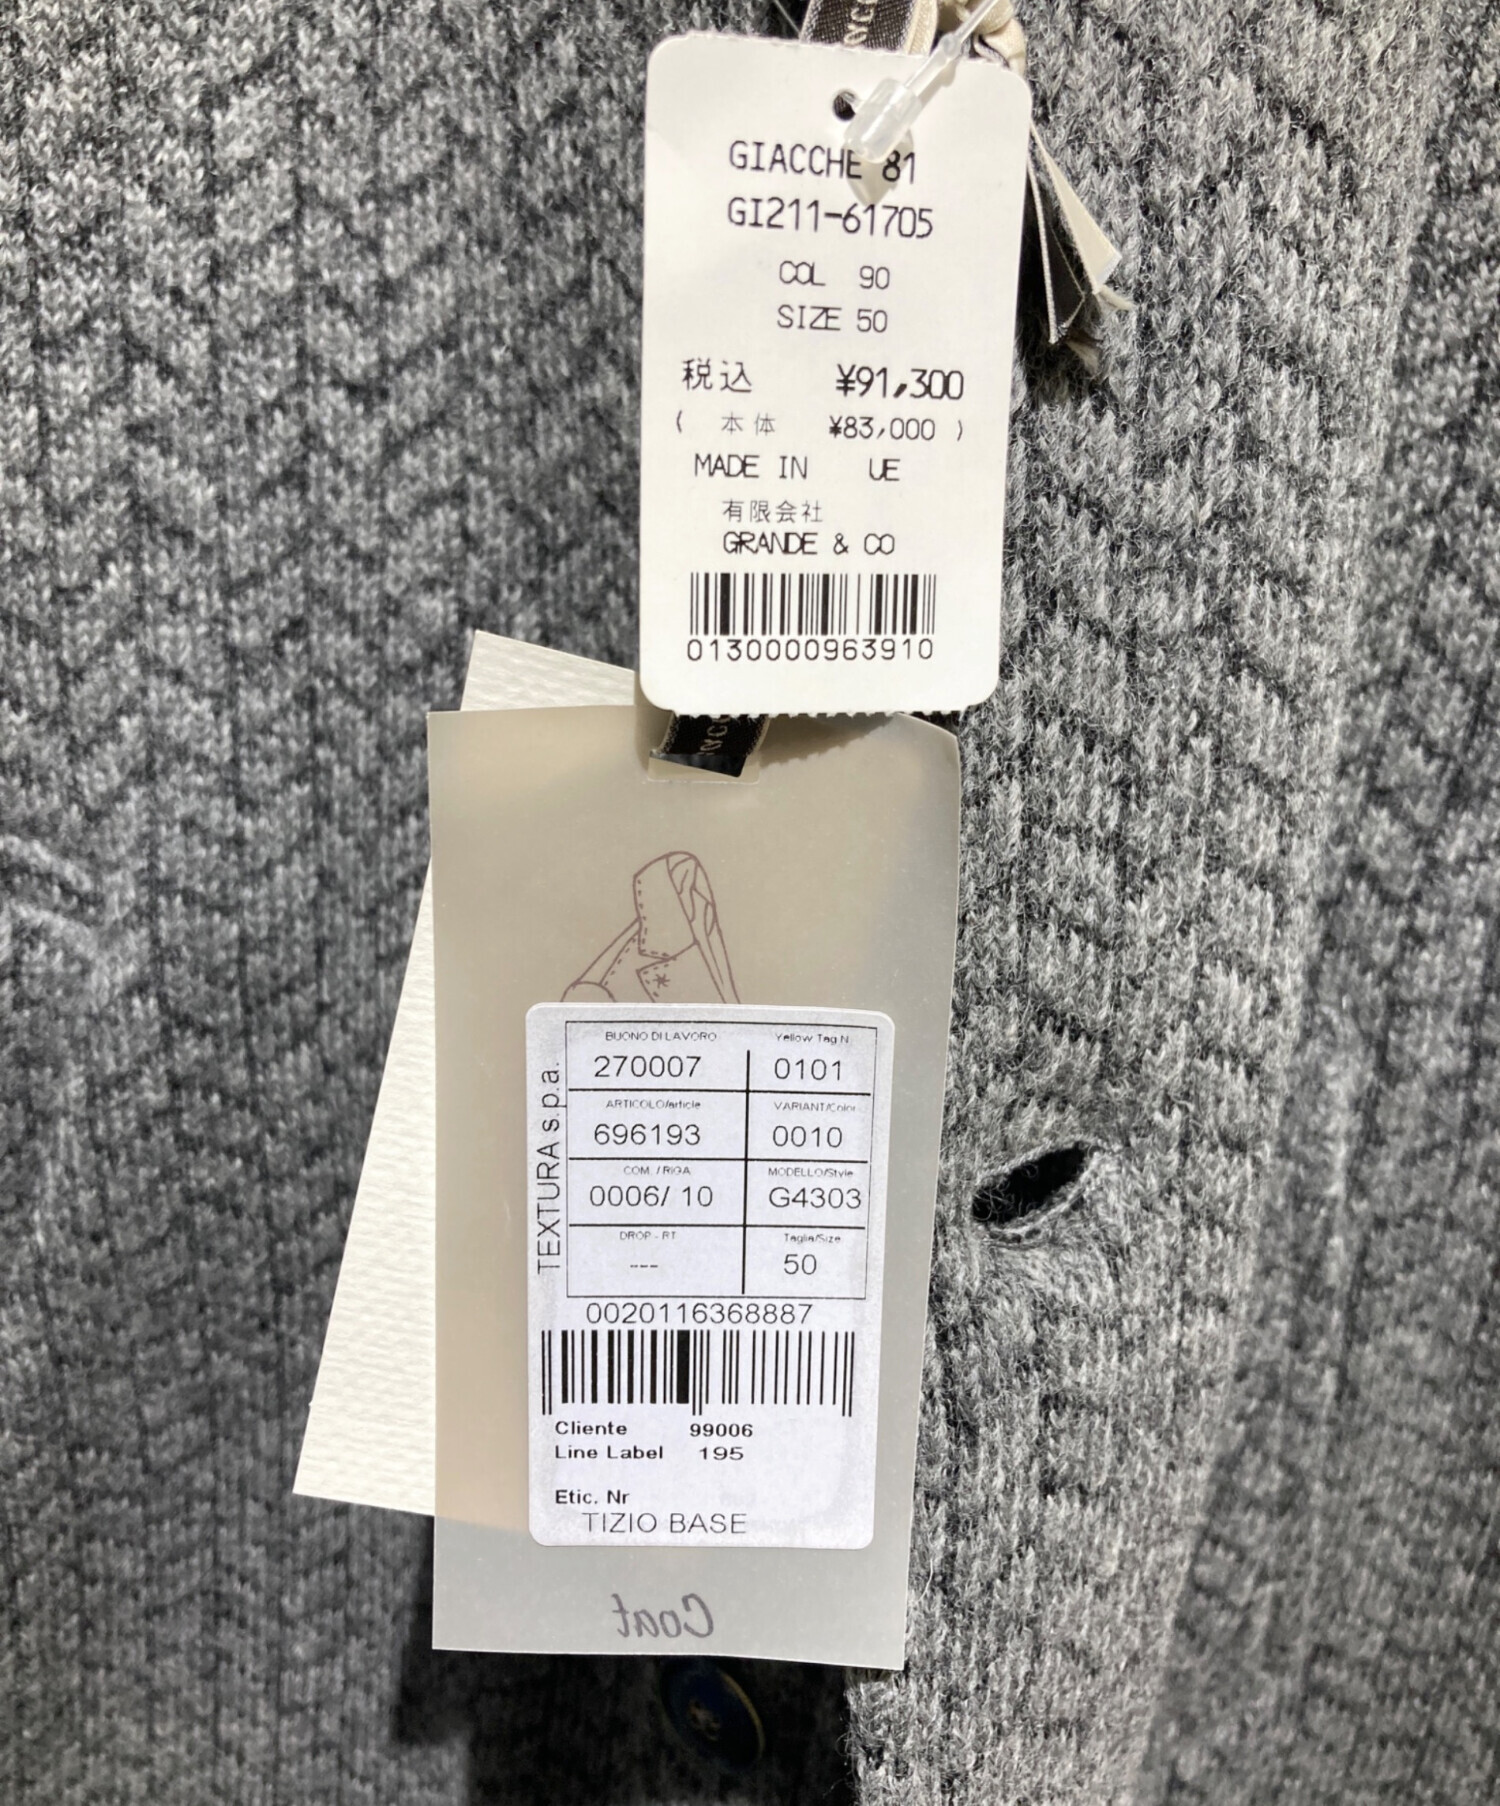 GIACCHE 81
GI211-61705
COL 90
SIZE 50
税込 ¥91,300
( 本体 ¥83,000 )
MADE IN UE
有限会社
GRANDE & CO
0130000963910
TEXTURA s.p.a.
BUONO DI LAVORO Yellow Tag N.
270007 0101
ARTICOLO/article VARIANT/Color
696193 0010
COM. / RIGA MODELLO/Style
0006/ 10 G4303
DROP - RT Taglia/Size
--- 50
0020116368887
Cliente 99006
Line Label 195
Etic. Nr
TIZIO BASE
Coat